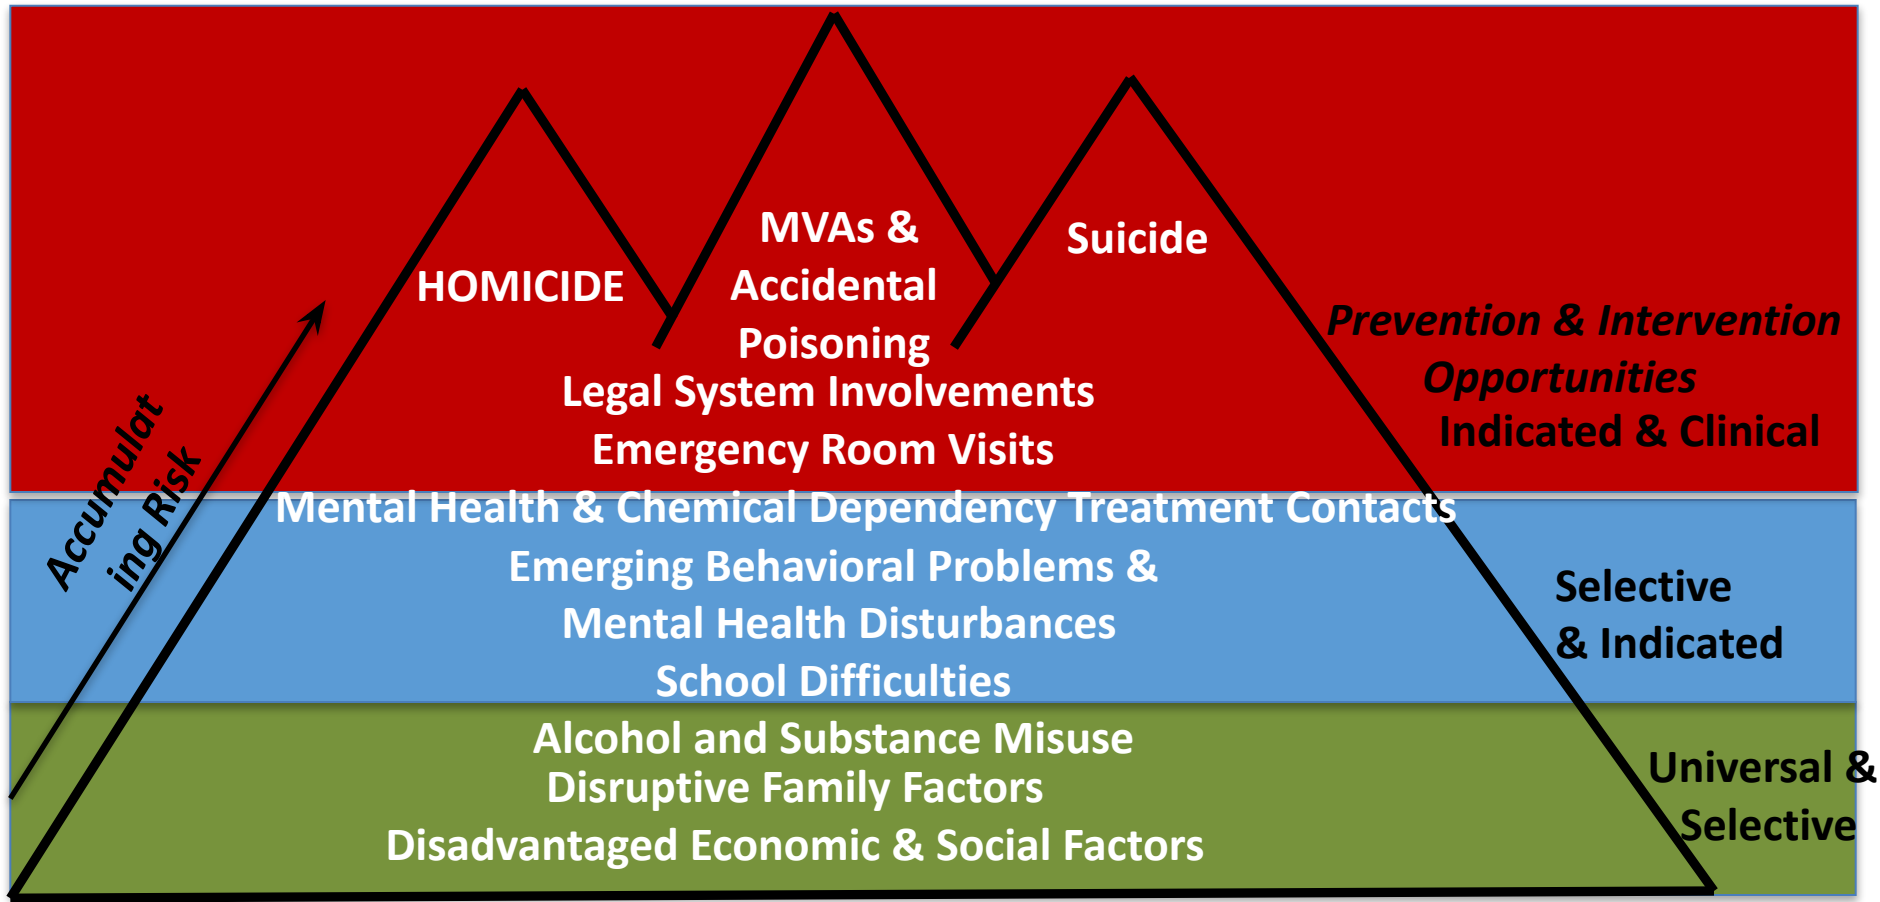 MVAs &
Accidental
Poisoning
Suicide
HOMICIDE
Legal System Involvements
Emergency Room Visits
Mental Health & Chemical Dependency Treatment Contacts
Emerging Behavioral Problems &
Mental Health Disturbances
School Difficulties
Alcohol and Substance Misuse
Disruptive Family Factors
Disadvantaged Economic & Social Factors
Accumulat
ing Risk
Prevention & Intervention
Opportunities
Indicated & Clinical
Selective
& Indicated
Universal &
Selective